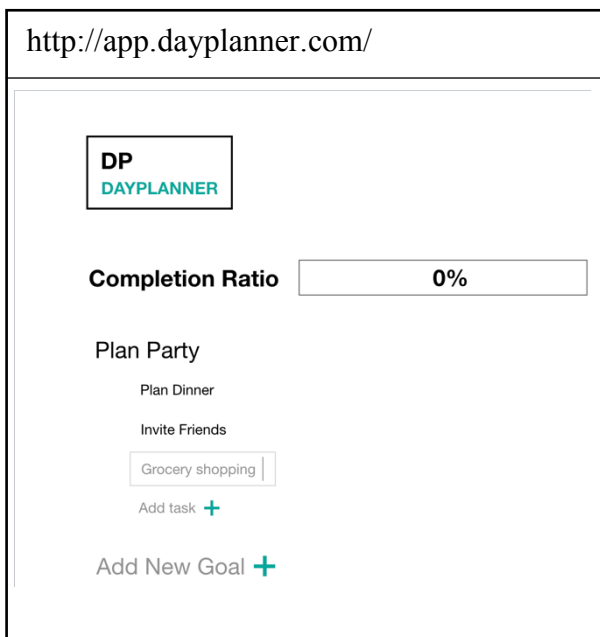 http://app.dayplanner.com/
DP
DAYPLANNER
Completion Ratio 0%
Plan Party
Plan Dinner
Invite Friends
Grocery shopping
Add task +
Add New Goal +